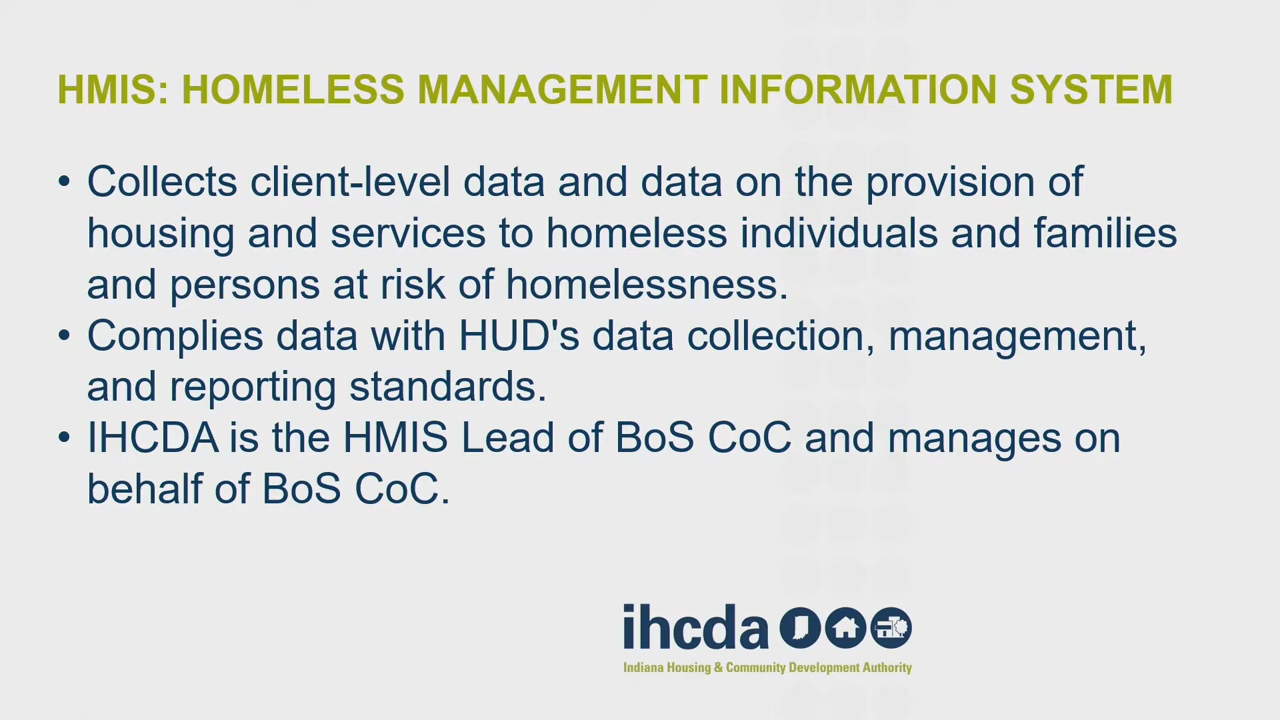 HMIS: HOMELESS MANAGEMENT INFORMATION SYSTEM
• Collects client-level data and data on the provision of
housing and services to homeless individuals and families
and persons at risk of homelessness.
• Complies data with HUD's data collection, management,
and reporting standards.
• IHCDA is the HMIS Lead of BoS CoC and manages on
behalf of BoS CoC.
ihcda
Indiana Housing & Community Development Authority